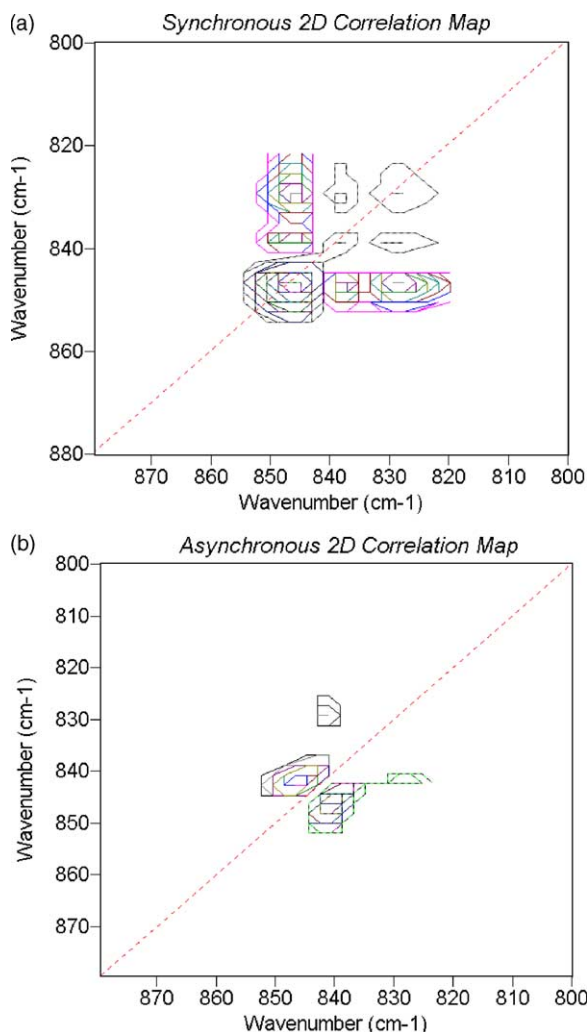 (a)
Synchronous 2D Correlation Map
800
820
840
860
880
Wavenumber (cm-1)
870 860 850 840 830 820 810 800
Wavenumber (cm-1)
(b)
Asynchronous 2D Correlation Map
800
810
820
830
840
850
860
870
Wavenumber (cm-1)
870 860 850 840 830 820 810 800
Wavenumber (cm-1)